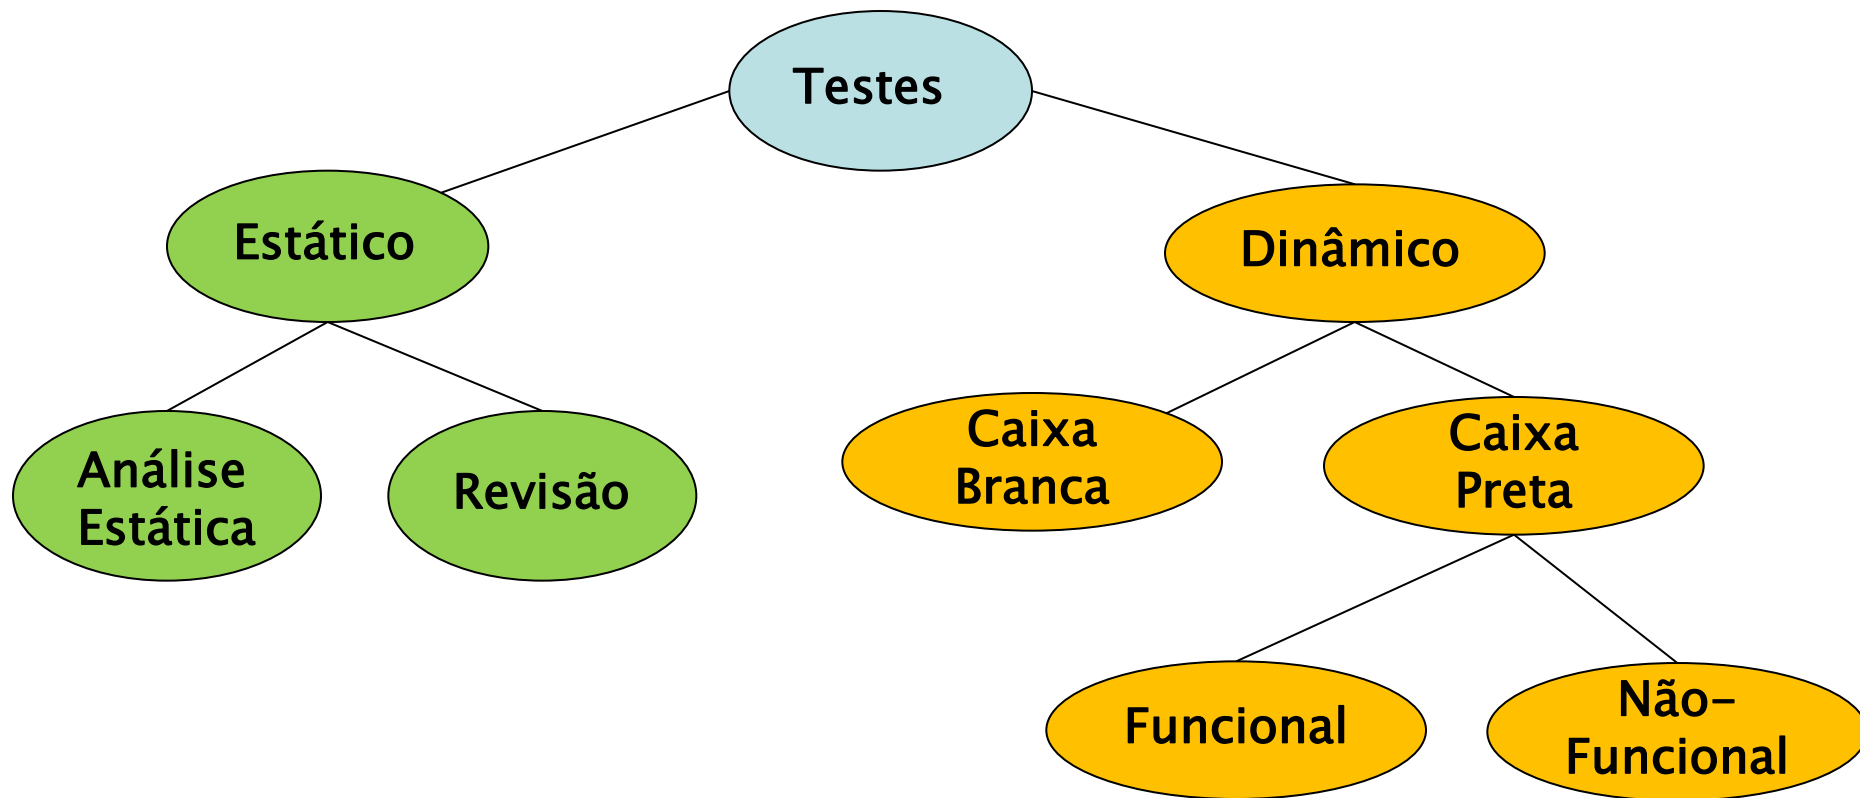 Testes
Estático
Dinâmico
Análise
Estática
Revisão
Caixa
Branca
Caixa
Preta
Funcional
Não-
Funcional